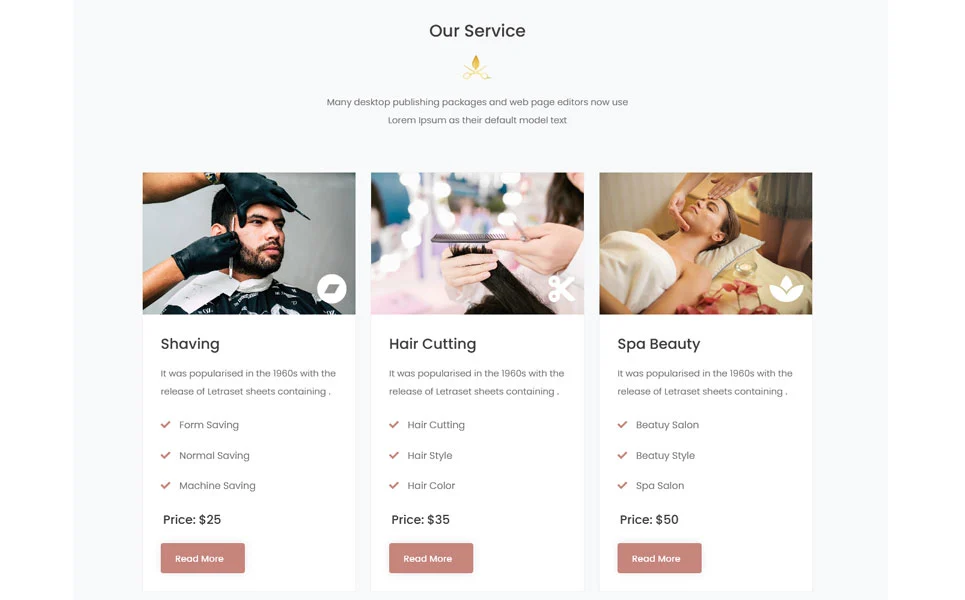 Our Service
Many desktop publishing packages and web page editors now use
Lorem Ipsum as their default model text
Shaving
It was popularised in the 1960s with the
release of Letraset sheets containing .
Form Saving
Normal Saving
Machine Saving
Price: $25
Read More
Hair Cutting
It was popularised in the 1960s with the
release of Letraset sheets containing .
Hair Cutting
Hair Style
Hair Color
Price: $35
Read More
Spa Beauty
It was popularised in the 1960s with the
release of Letraset sheets containing .
Beatuy Salon
Beatuy Style
Spa Salon
Price: $50
Read More